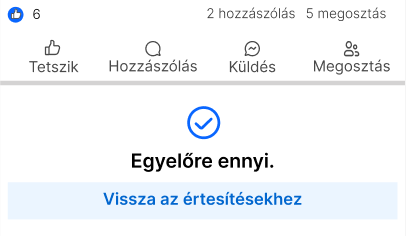 6 2 hozzászólás 5 megosztás
Tetszik Hozzászólás Küldés Megosztás
Egyelőre ennyi.
Vissza az értesítésekhez